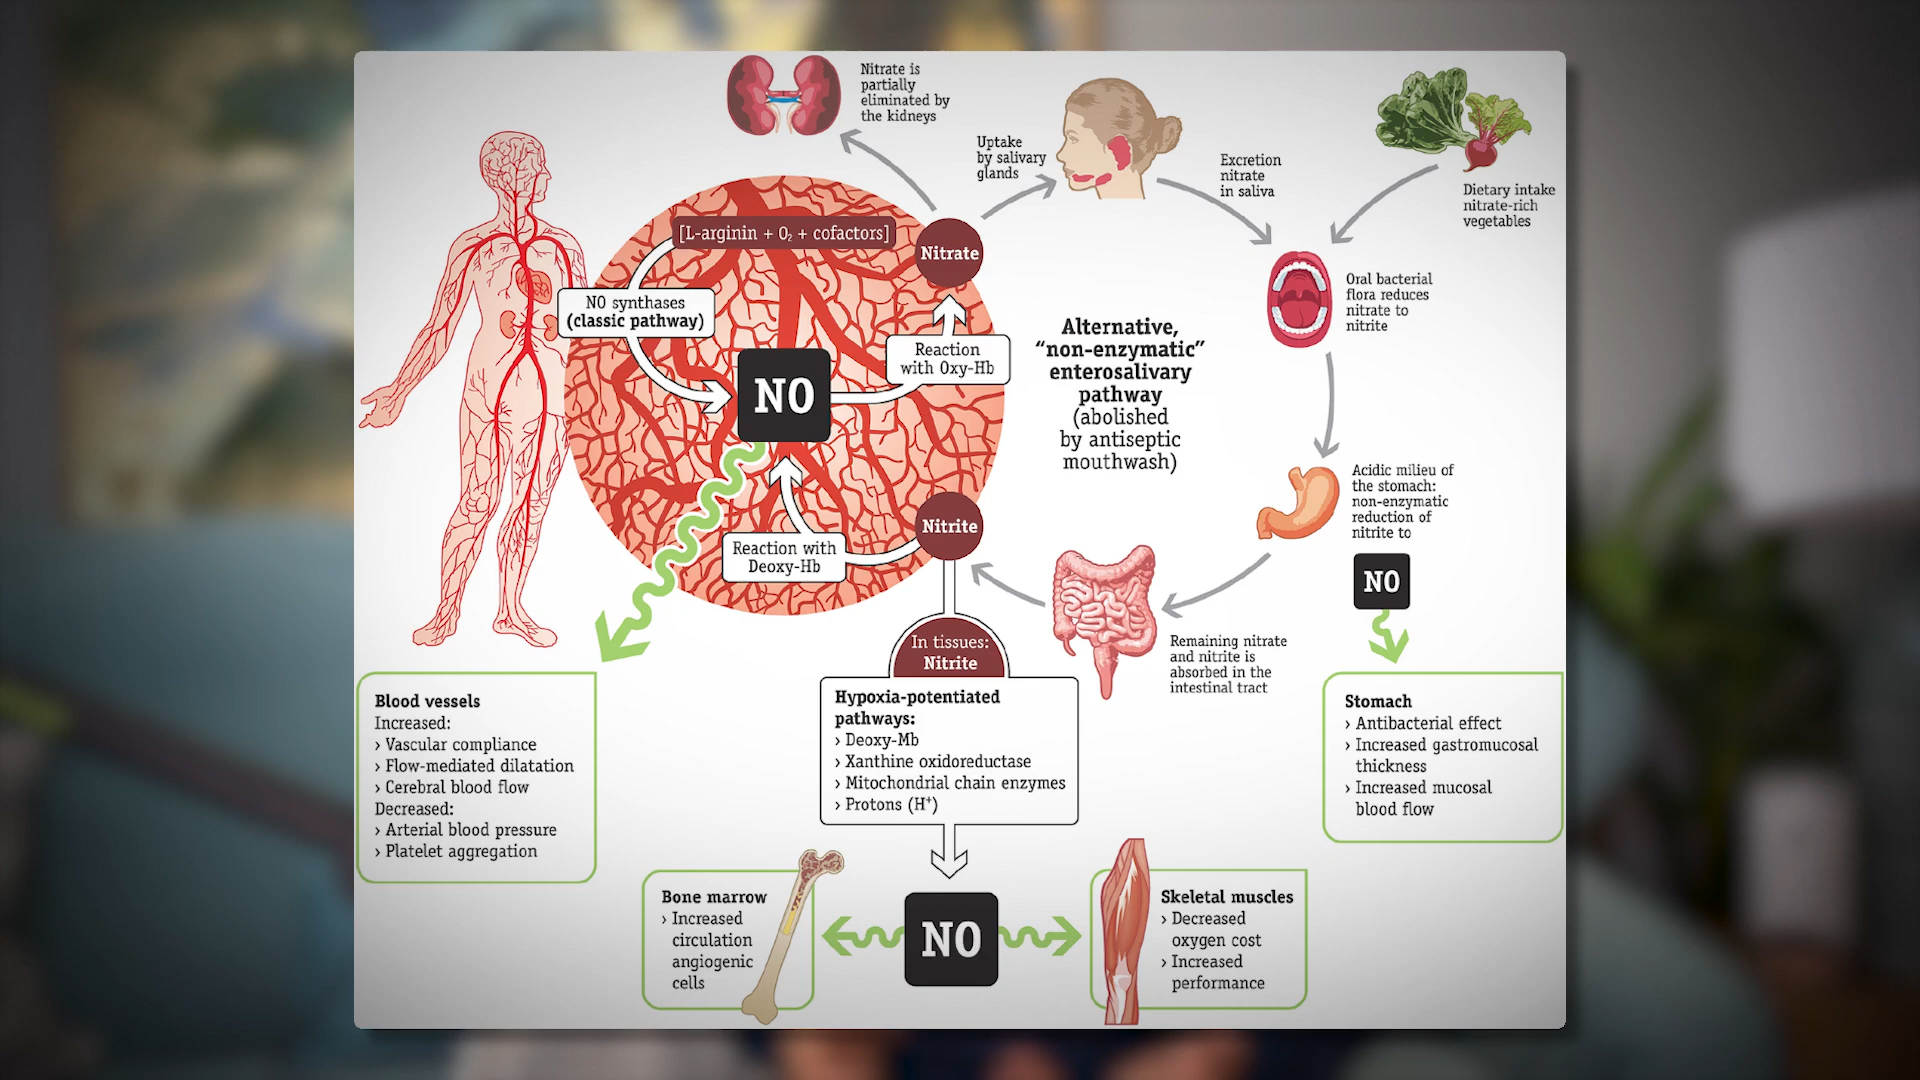 Nitrate is
partially
eliminated by
the kidneys
Uptake
by salivary
glands
Excretion
nitrate
in saliva
Dietary intake
nitrate-rich
vegetables
[L-arginin + O₂ + cofactors]
Nitrate
NO synthases
(classic pathway)
Reaction
with Oxy-Hb
NO
Oral bacterial
flora reduces
nitrate to
nitrite
Alternative,
“non-enzymatic”
enterosalivary
pathway
(abolished
by antiseptic
mouthwash)
Nitrite
Reaction with
Deoxy-Hb
Acidic milieu of
the stomach:
non-enzymatic
reduction of
nitrite to
NO
Remaining nitrate
and nitrite is
absorbed in the
intestinal tract
In tissues:
Nitrite
Hypoxia-potentiated
pathways:
› Deoxy-Mb
› Xanthine oxidoreductase
› Mitochondrial chain enzymes
› Protons (H⁺)
Blood vessels
Increased:
› Vascular compliance
› Flow-mediated dilatation
› Cerebral blood flow
Decreased:
› Arterial blood pressure
› Platelet aggregation
Stomach
› Antibacterial effect
› Increased gastromucosal
thickness
› Increased mucosal
blood flow
Bone marrow
› Increased
circulation
angiogenic
cells
NO
Skeletal muscles
› Decreased
oxygen cost
› Increased
performance